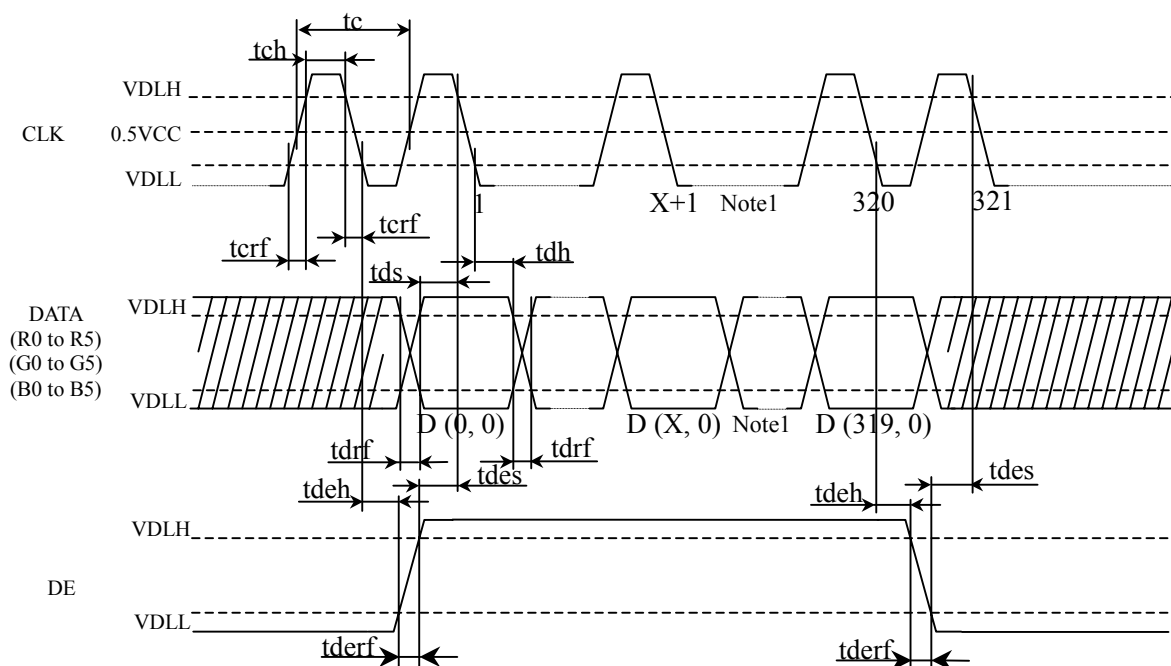 tc
tch
VDLH
CLK
0.5VCC
VDLL
1
X+1
Note1
320
321
tcrf
tcrf
tds
tdh
VDLH
DATA
(R0 to R5)
(G0 to G5)
(B0 to B5)
VDLL
D (0, 0)
D (X, 0)
Note1
D (319, 0)
tdrf
tdrf
tdeh
tdes
tdeh
tdes
VDLH
DE
VDLL
tderf
tderf